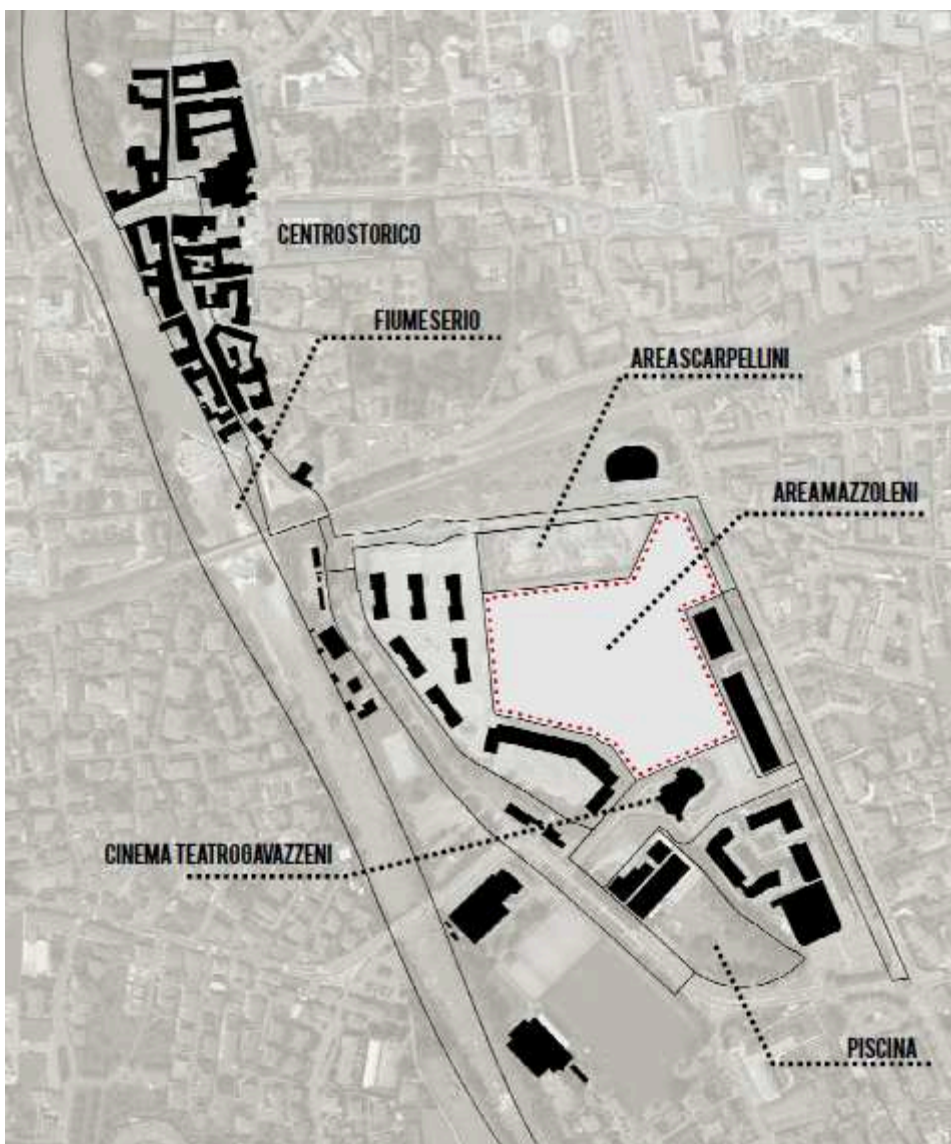 CENTRO STORICO
FIUME SERIO
AREA SCARPELLINI
AREA MAZZOLENI
CINEMA TEATRO GAVAZZENI
PISCINA